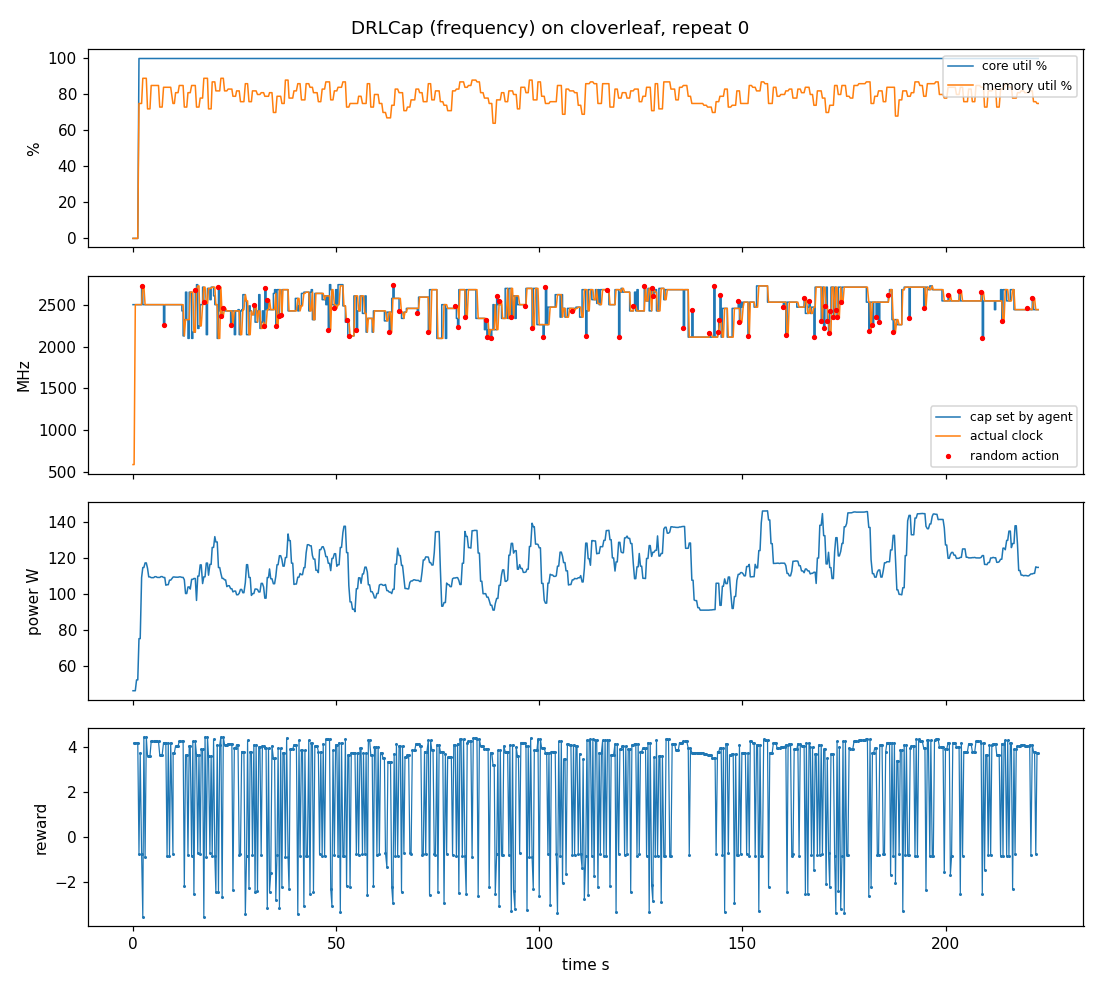 DRLCap (frequency) on cloverleaf, repeat 0
100
80
60
40
20
0
%
core util %
memory util %
2500
2000
1500
1000
500
MHz
cap set by agent
actual clock
random action
140
120
100
80
60
power W
4
2
0
−2
reward
0
50
100
150
200
time s